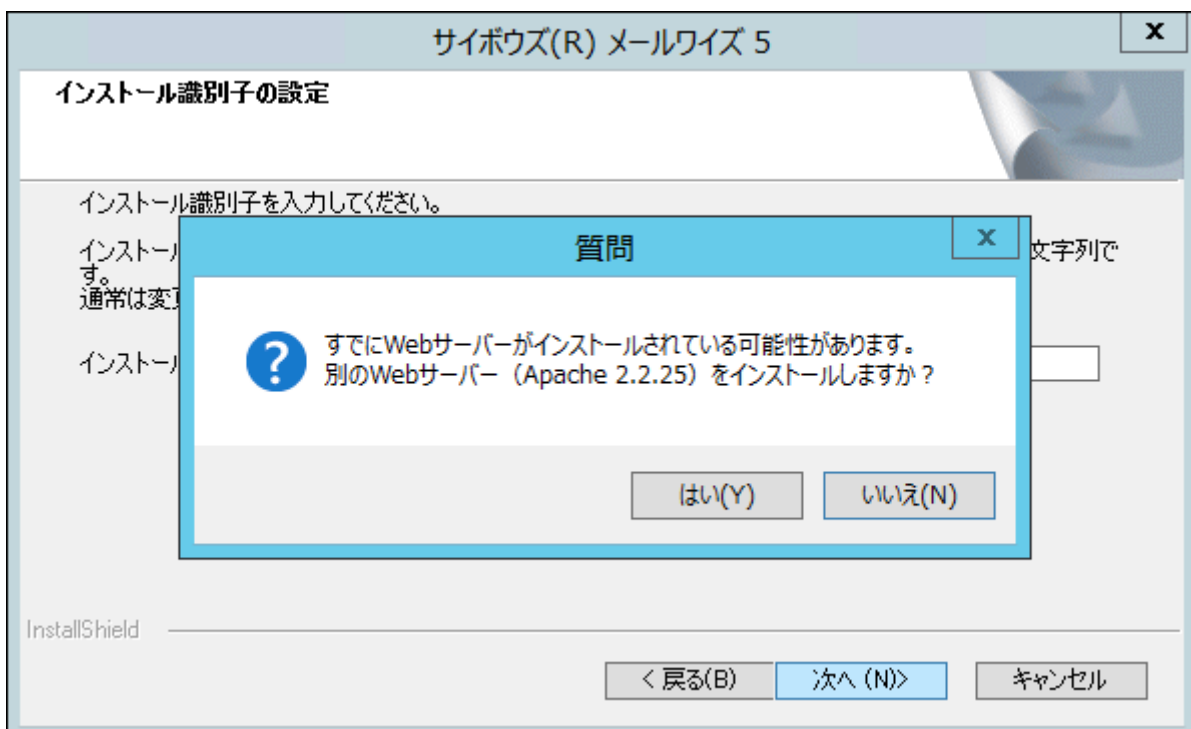 サイボウズ(R) メールワイズ 5
x
インストール識別子の設定
インストール識別子を入力してください。
インストール
文字列で
す。
通常は変
インストール
質問
x
?
すでにWebサーバーがインストールされている可能性があります。
別のWebサーバー（Apache 2.2.25）をインストールしますか？
はい(Y)
いいえ(N)
InstallShield
< 戻る(B)
次へ (N)>
キャンセル